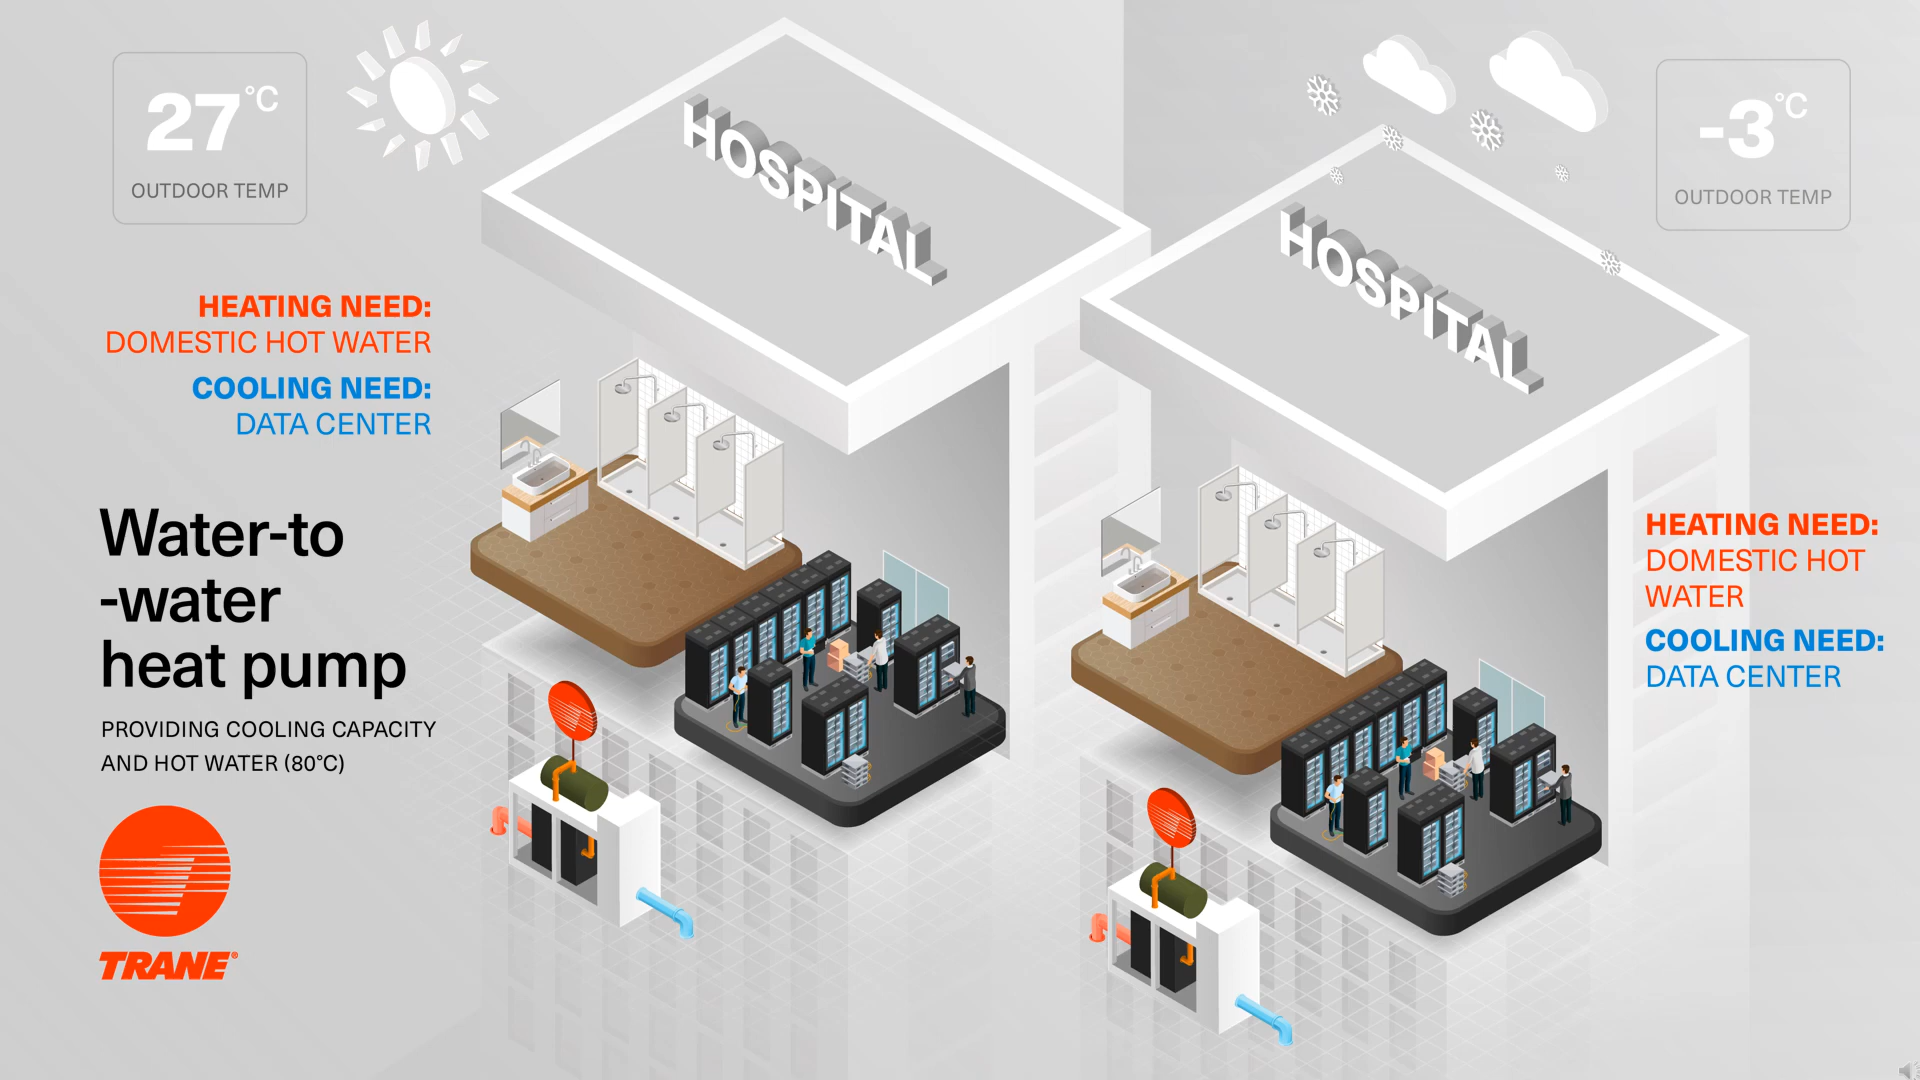 27°C
OUTDOOR TEMP
HEATING NEED:
DOMESTIC HOT WATER
COOLING NEED:
DATA CENTER
Water-to
-water
heat pump
PROVIDING COOLING CAPACITY
AND HOT WATER (80°C)
TRANE®
HOSPITAL
HOSPITAL
-3°C
OUTDOOR TEMP
HEATING NEED:
DOMESTIC HOT
WATER
COOLING NEED:
DATA CENTER